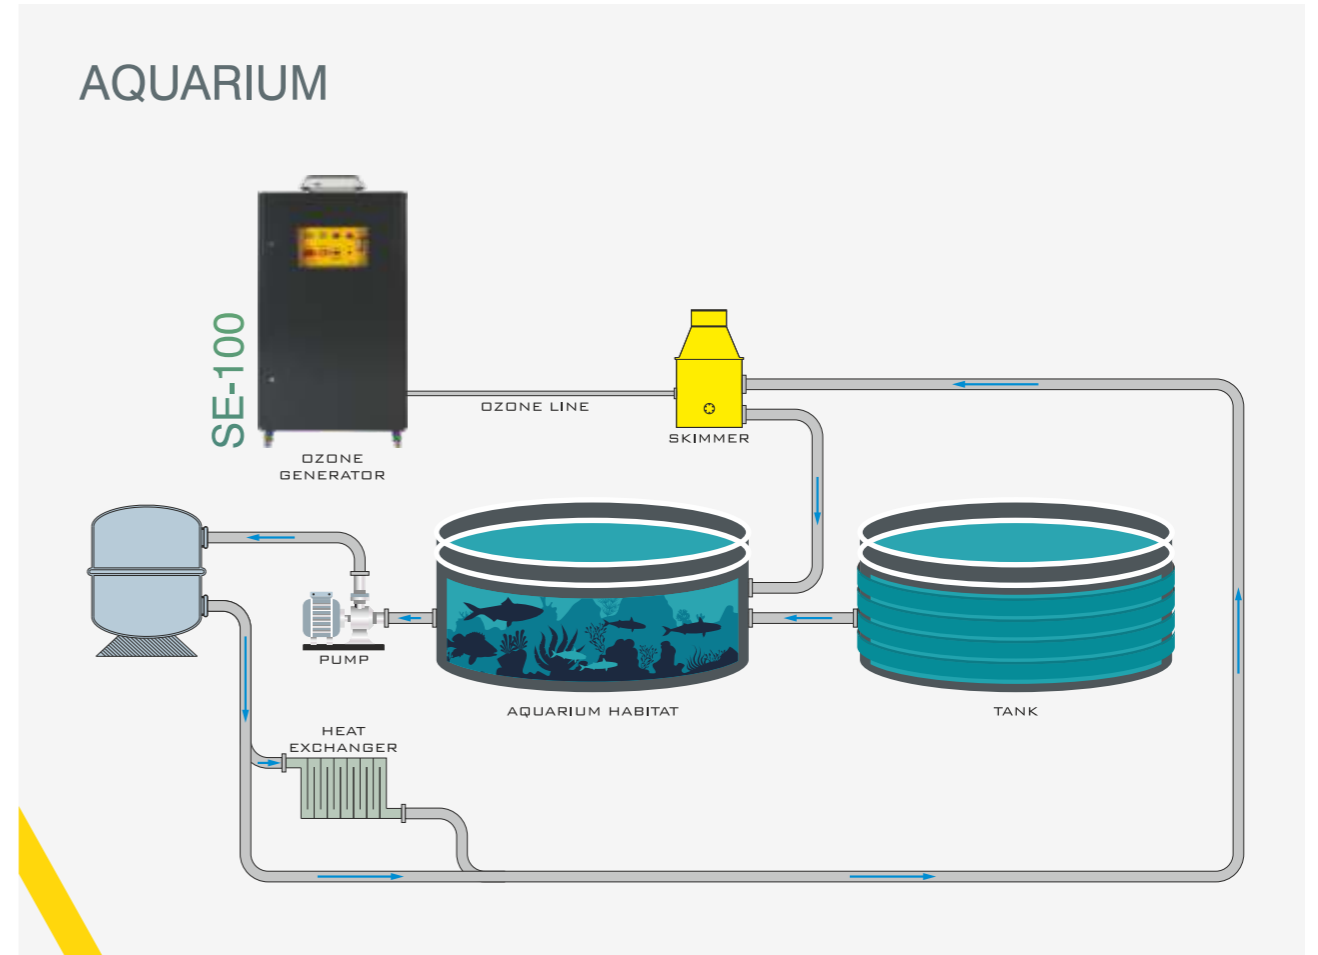 AQUARIUM
SE-100
OZONE
GENERATOR
OZONE LINE
SKIMMER
PUMP
AQUARIUM HABITAT
TANK
HEAT
EXCHANGER